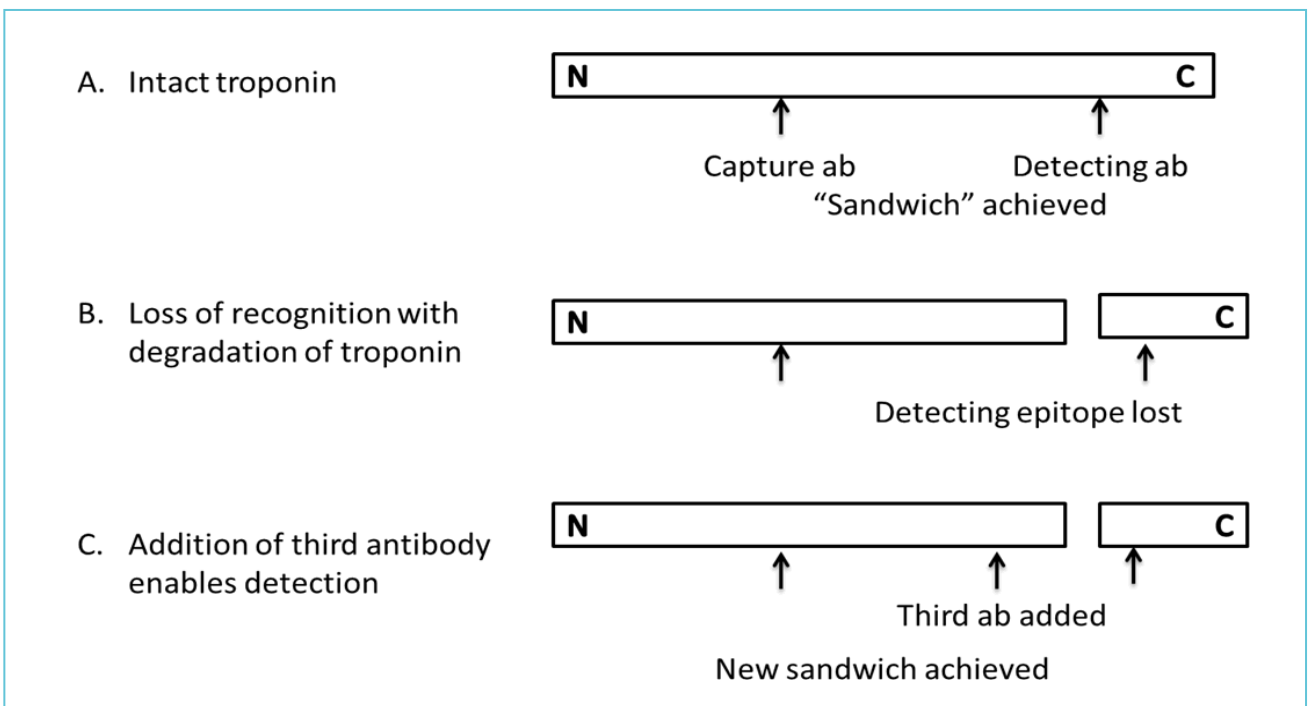 A. Intact troponin
N
C
Capture ab
Detecting ab
“Sandwich” achieved
B. Loss of recognition with
degradation of troponin
N
C
Detecting epitope lost
C. Addition of third antibody
enables detection
N
C
Third ab added
New sandwich achieved